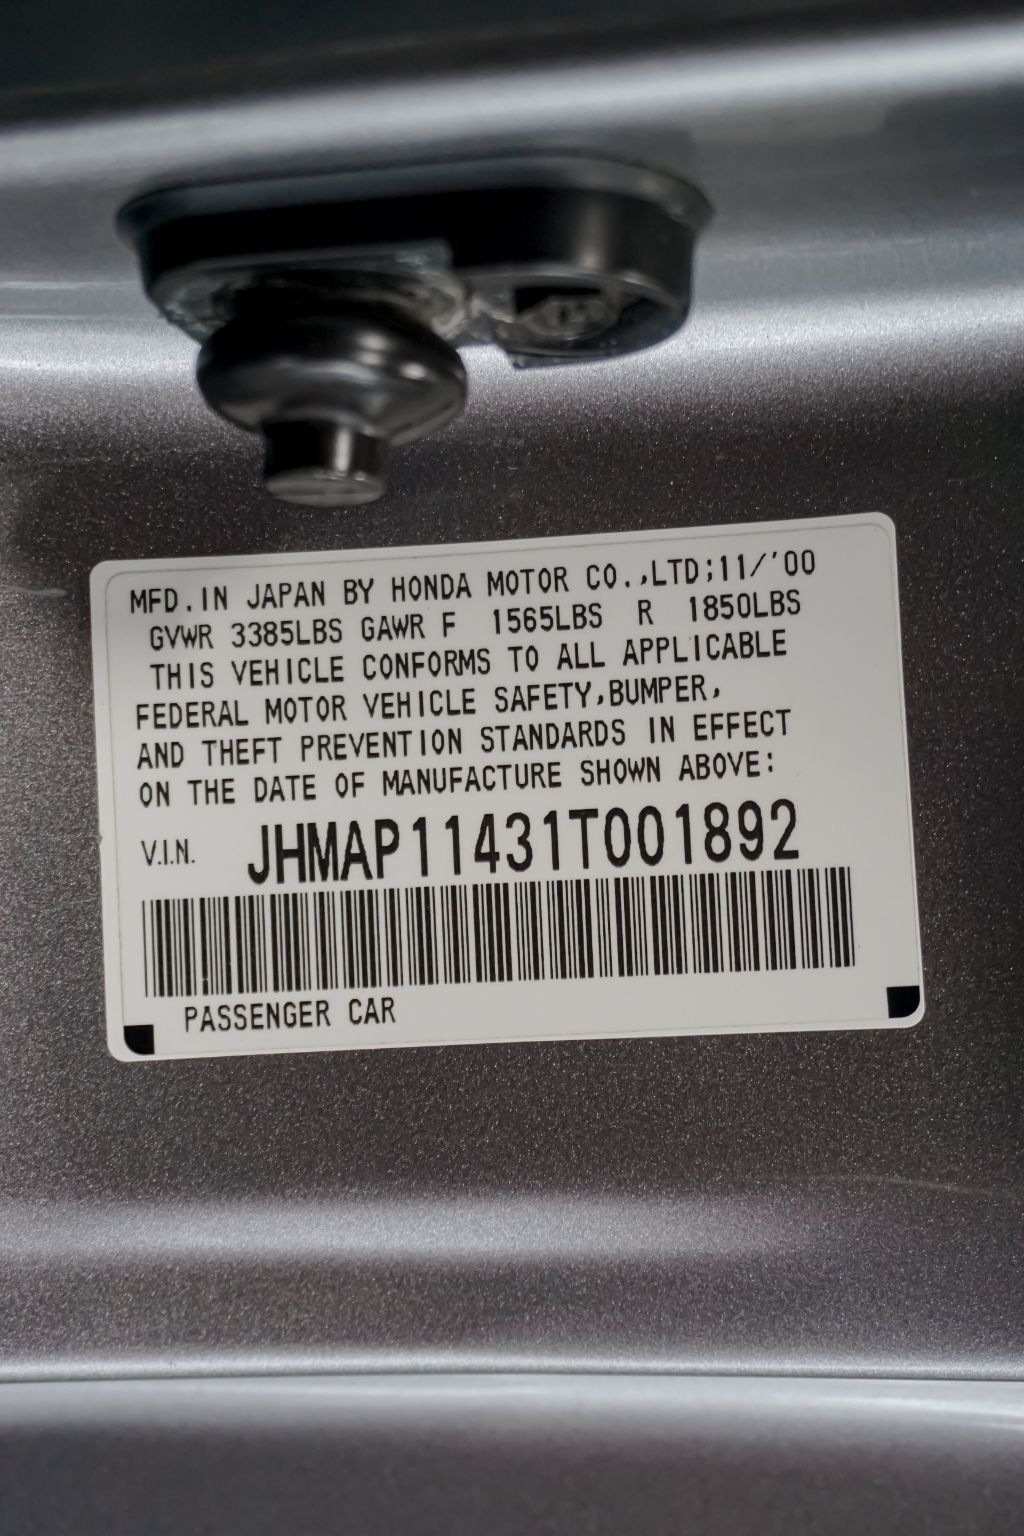 MFD.IN JAPAN BY HONDA MOTOR CO.,LTD;11/'00
GVWR 3385LBS GAWR F 1565LBS R 1850LBS
THIS VEHICLE CONFORMS TO ALL APPLICABLE
FEDERAL MOTOR VEHICLE SAFETY,BUMPER,
AND THEFT PREVENTION STANDARDS IN EFFECT
ON THE DATE OF MANUFACTURE SHOWN ABOVE:
V.I.N. JHMAP11431T001892
PASSENGER CAR